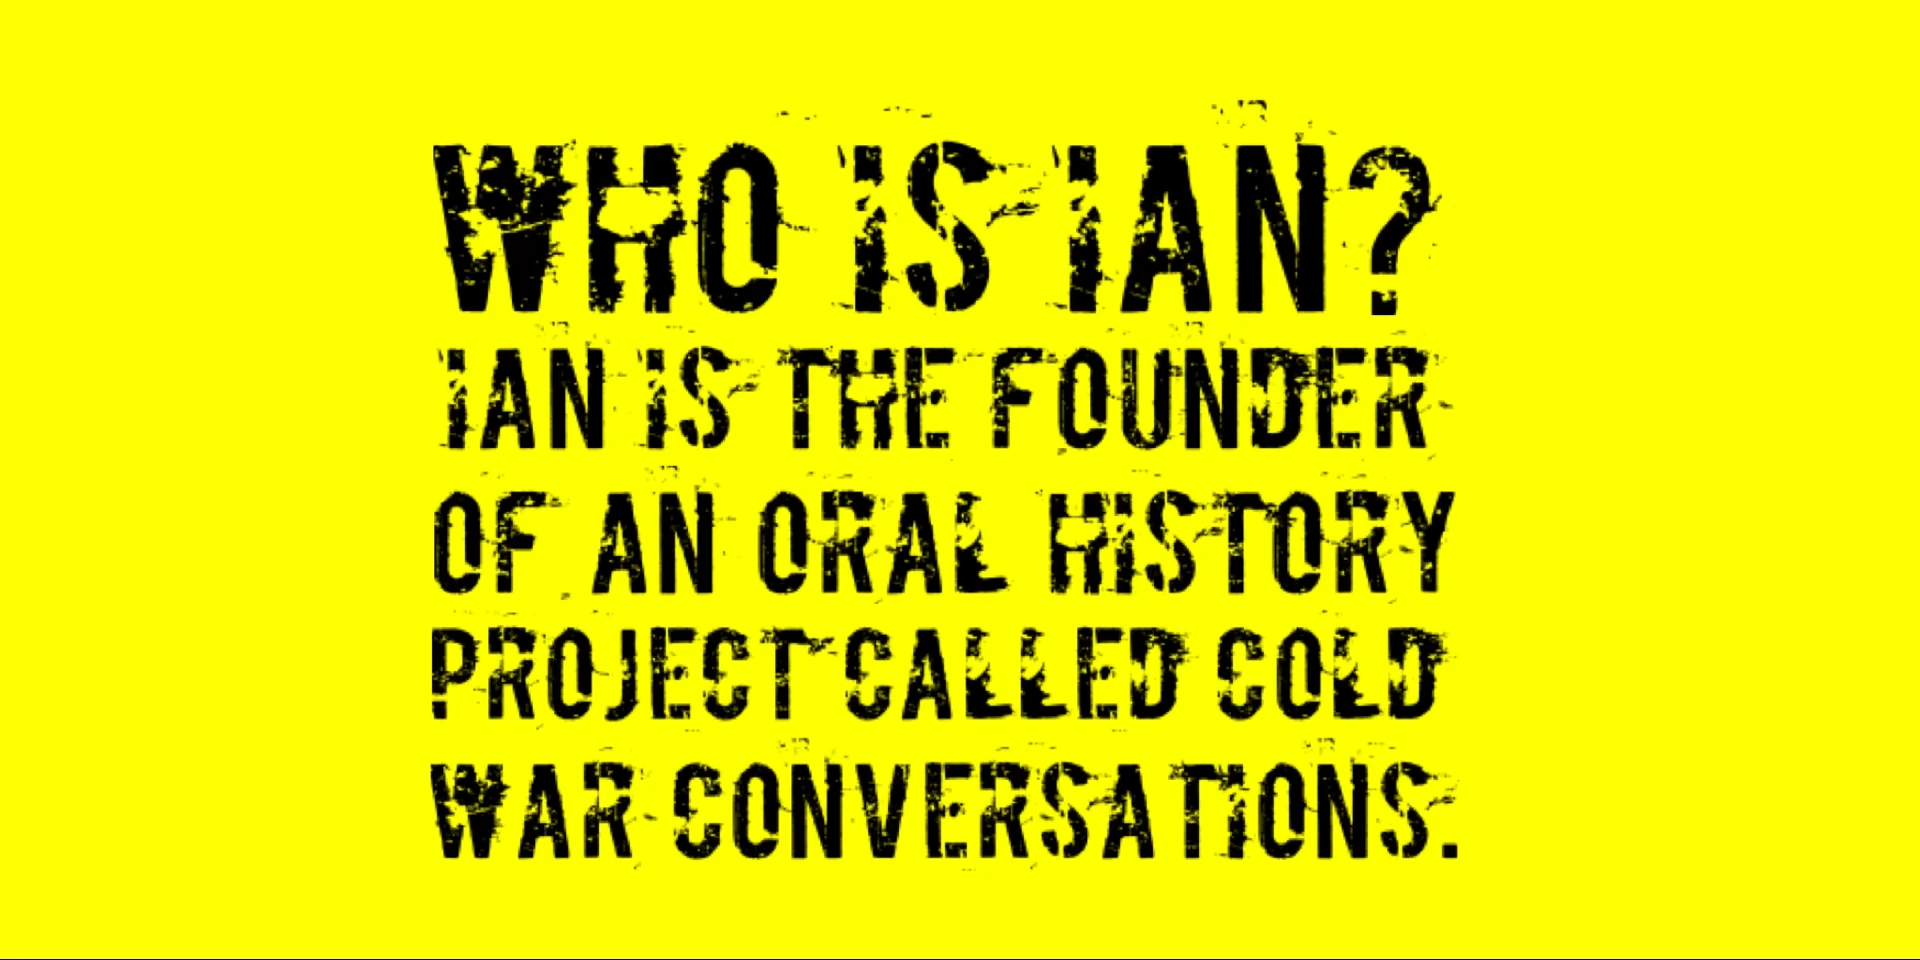 WHO IS IAN?
IAN IS THE FOUNDER
OF AN ORAL HISTORY
PROJECT CALLED COLD
WAR CONVERSATIONS.